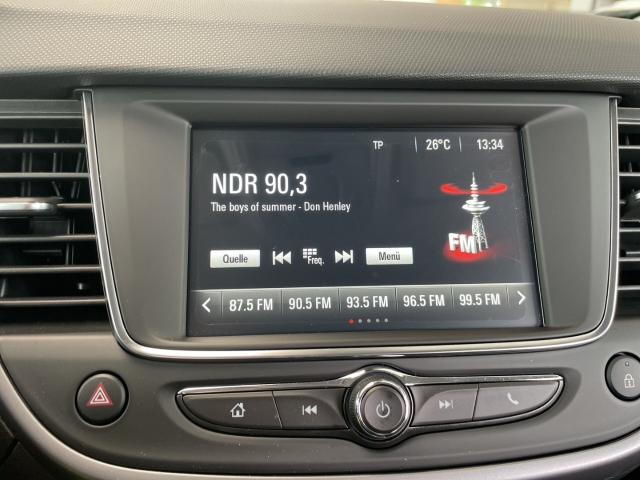 TP 26°C 13:34
NDR 90,3
The boys of summer - Don Henley
FM
Quelle Freq. Menü
87.5 FM 90.5 FM 93.5 FM 96.5 FM 99.5 FM